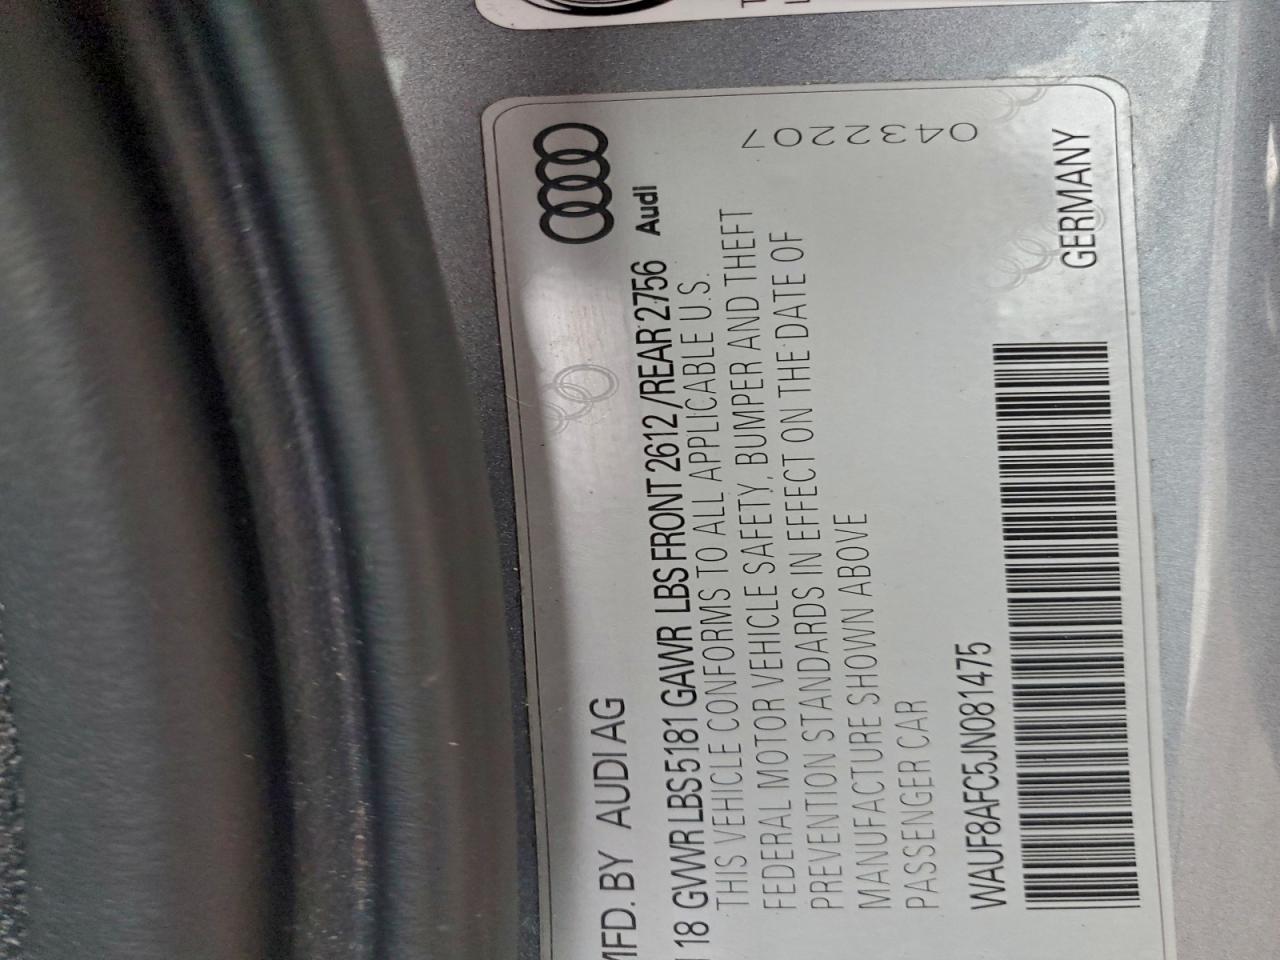 MFD. BY AUDI AG
18 GVWR LBS 5181 GAWR LBS FRONT 2612 /REAR 2756
Audi
THIS VEHICLE CONFORMS TO ALL APPLICABLE U.S.
FEDERAL MOTOR VEHICLE SAFETY, BUMPER AND THEFT
PREVENTION STANDARDS IN EFFECT ON THE DATE OF
MANUFACTURE SHOWN ABOVE
PASSENGER CAR
0432207
WAUF8AFC5JN081475
GERMANY